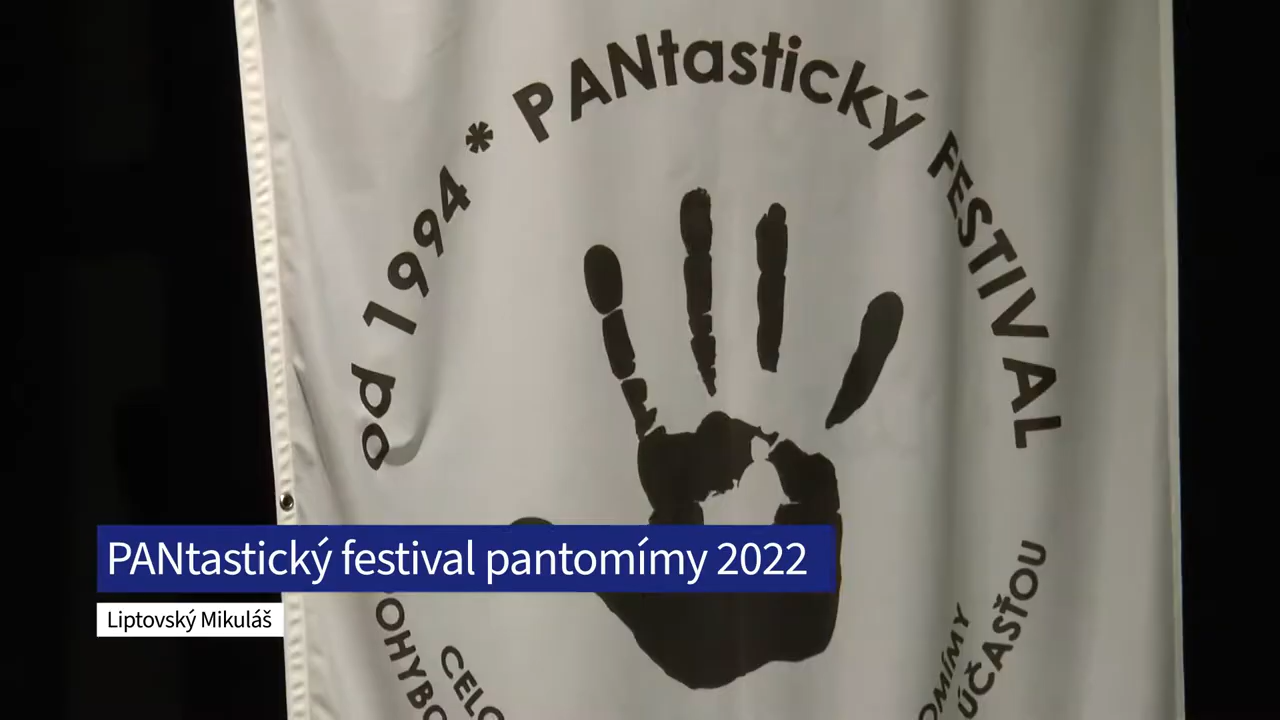 od 1994 * PANtastický FESTIVAL
PANtastický festival pantomímy 2022
Liptovský Mikuláš
ÚČASŤOU